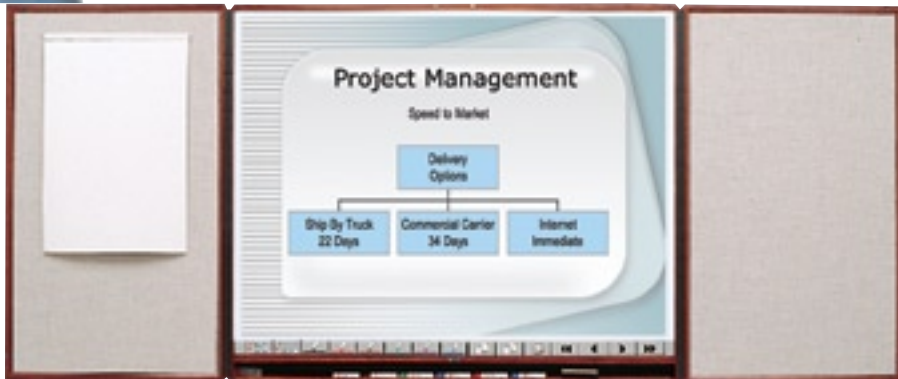 Project Management
Speed to Market
Delivery
Options
Ship By Truck
22 Days
Commercial Carrier
34 Days
Internet
Immediate